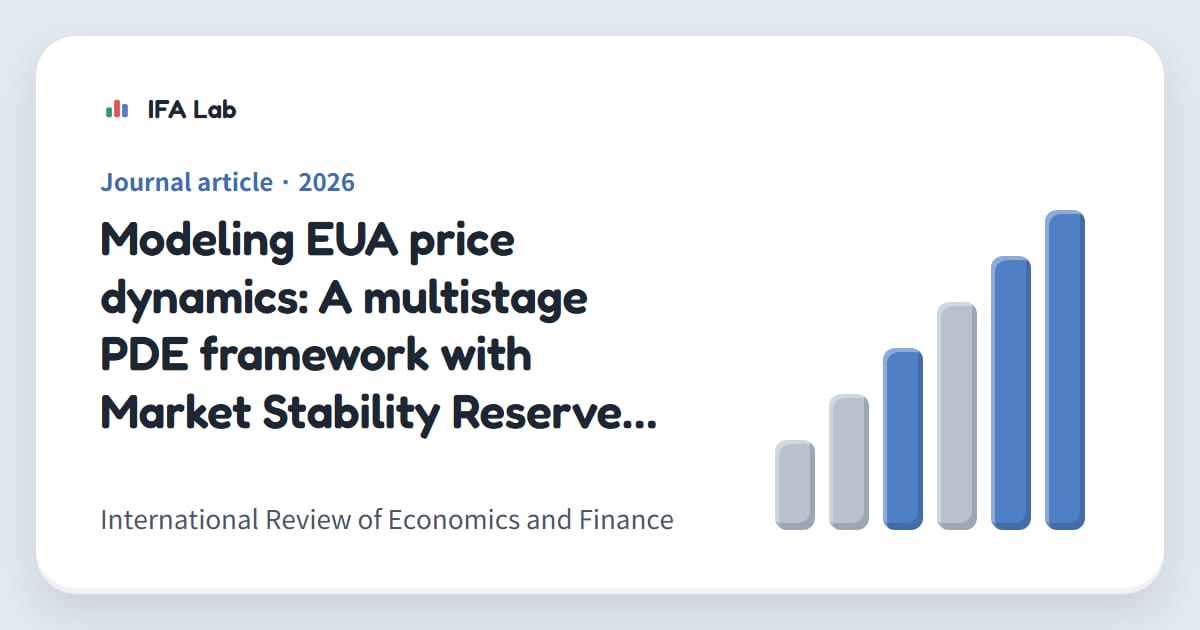 IFA Lab
Journal article · 2026
Modeling EUA price
dynamics: A multistage
PDE framework with
Market Stability Reserve...
International Review of Economics and Finance